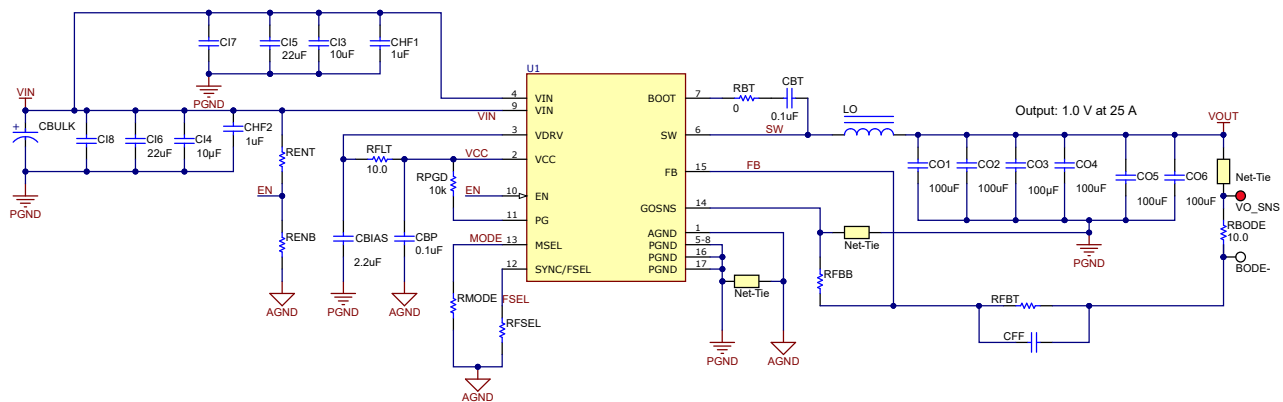 CI7
CI5
22uF
CI3
10uF
CHF1
1uF
PGND
VIN
CBULK
+
CI8
CI6
22uF
CI4
10µF
CHF2
1uF
PGND
RENT
EN
RENB
AGND
VIN
RFLT
10.0
VCC
RPGD
10k
EN
CBIAS
2.2uF
PGND
CBP
0.1uF
AGND
MODE
RMODE
FSEL
RFSEL
AGND
U1
4 VIN
9 VIN
3 VDRV
2 VCC
10 EN
11 PG
13 MSEL
12 SYNC/FSEL
BOOT 7
SW 6
FB 15
GOSNS 14
AGND 1
PGND 5-8
PGND 16
PGND 17
Net-Tie
PGND
AGND
RBT
0
CBT
0.1uF
SW
FB
LO
Output: 1.0 V at 25 A
VOUT
CO1
100uF
CO2
100uF
CO3
100µF
CO4
100uF
CO5
100uF
CO6
100uF
Net-Tie
VO_SNS
RBODE
10.0
BODE-
Net-Tie
PGND
RFBB
RFBT
CFF